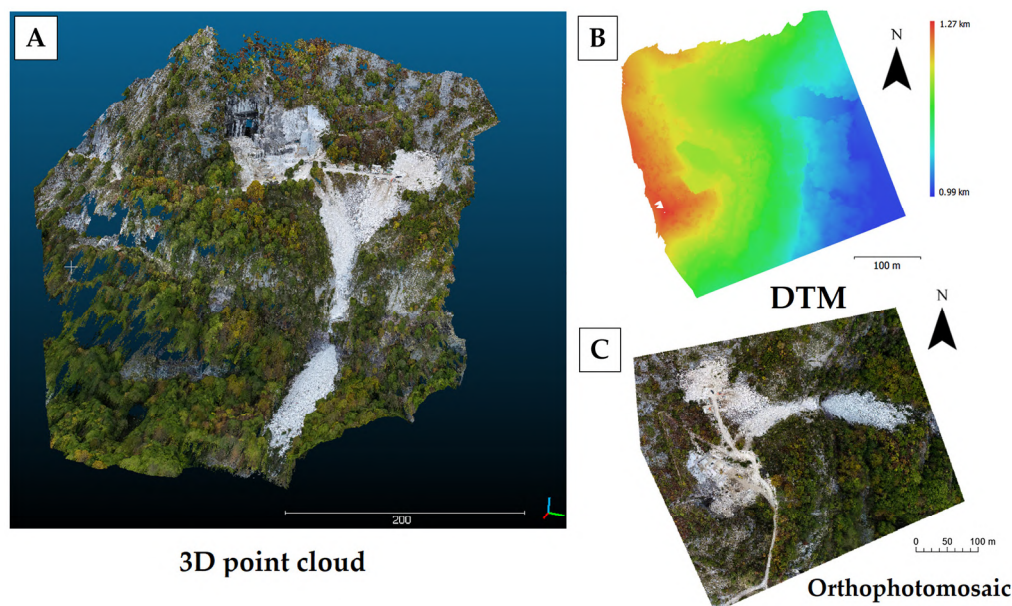 A
200
3D point cloud
B
N
1.27 km
0.99 km
100 m
DTM
C
N
0 50 100 m
Orthophotomosaic